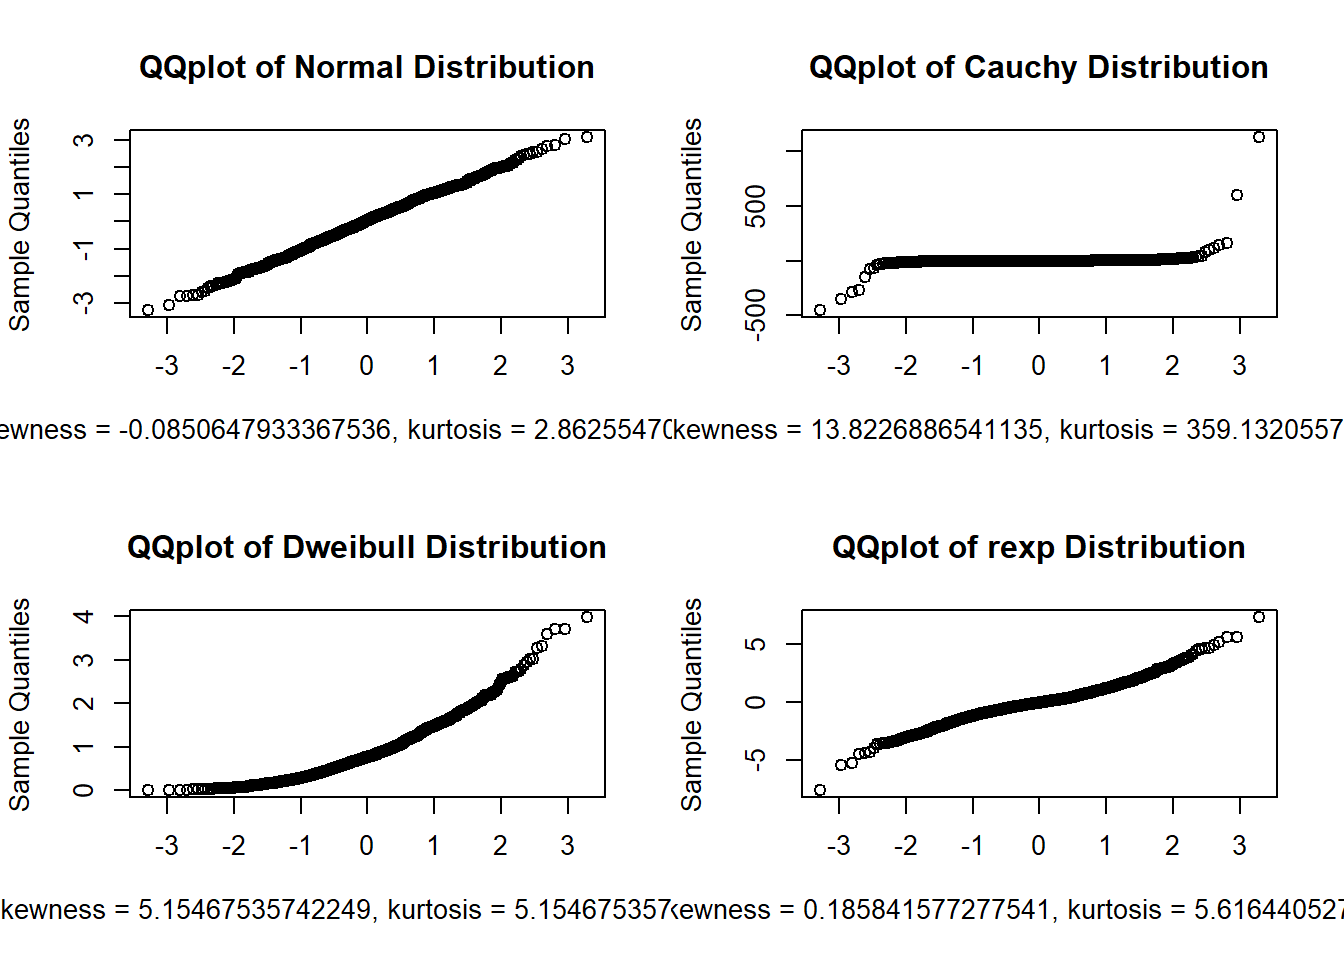 QQplot of Normal Distribution
Sample Quantiles
3
1
-1
-3
-3 -2 -1 0 1 2 3
ewness = -0.0850647933367536, kurtosis = 2.86255470
QQplot of Cauchy Distribution
Sample Quantiles
500
-500
-3 -2 -1 0 1 2 3
kewness = 13.8226886541135, kurtosis = 359.1320557
QQplot of Dweibull Distribution
Sample Quantiles
4
3
2
1
0
-3 -2 -1 0 1 2 3
kewness = 5.15467535742249, kurtosis = 5.154675357
QQplot of rexp Distribution
Sample Quantiles
5
0
-5
-3 -2 -1 0 1 2 3
kewness = 0.185841577277541, kurtosis = 5.616440527